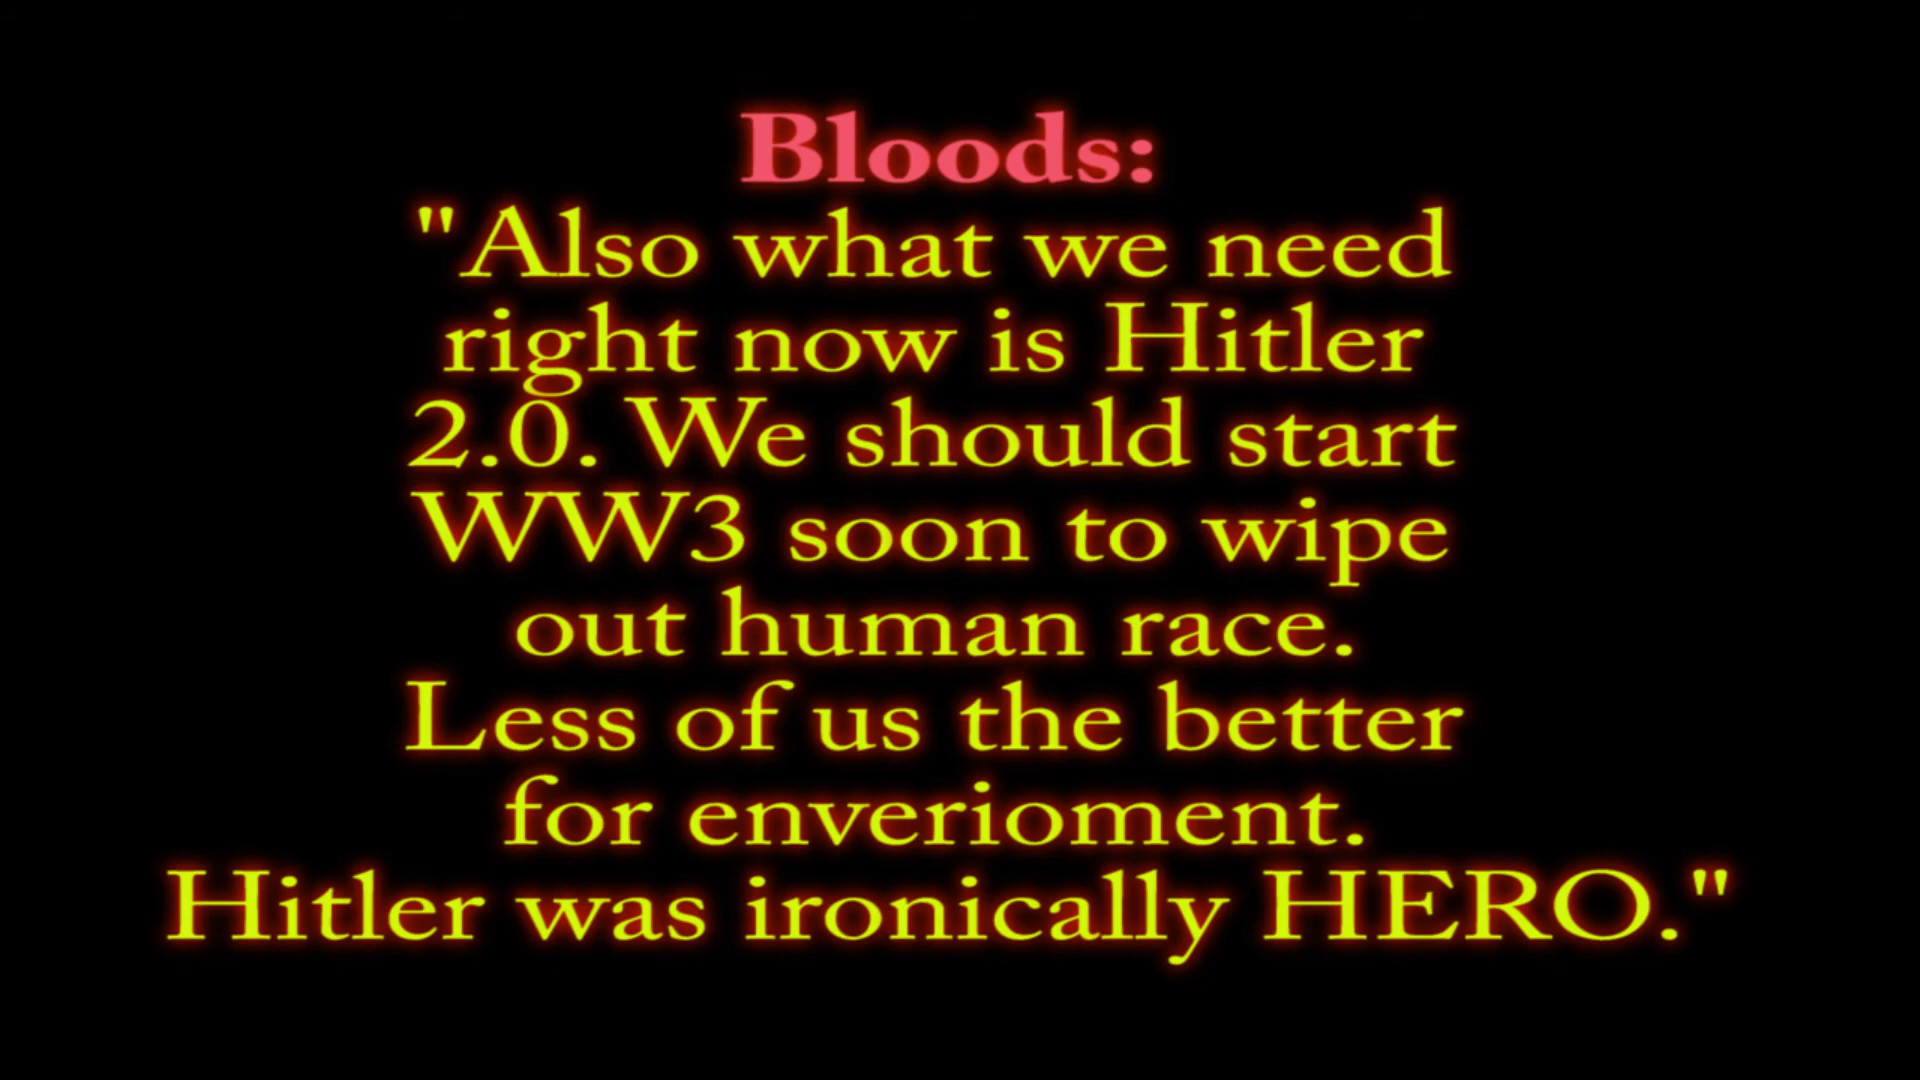 Bloods:
"Also what we need
right now is Hitler
2.0. We should start
WW3 soon to wipe
out human race.
Less of us the better
for enverioment.
Hitler was ironically HERO."